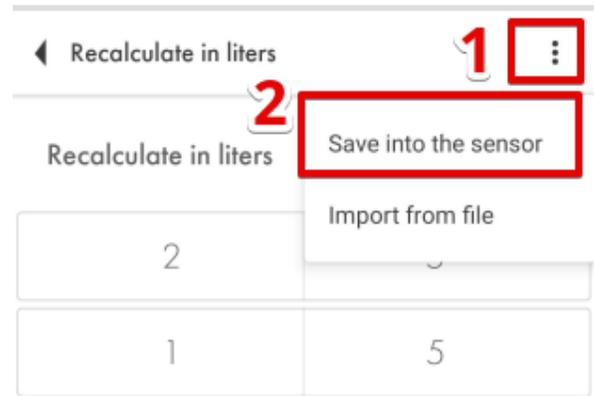 Recalculate in liters
1
2
Save into the sensor
Recalculate in liters
Import from file
2
1 5